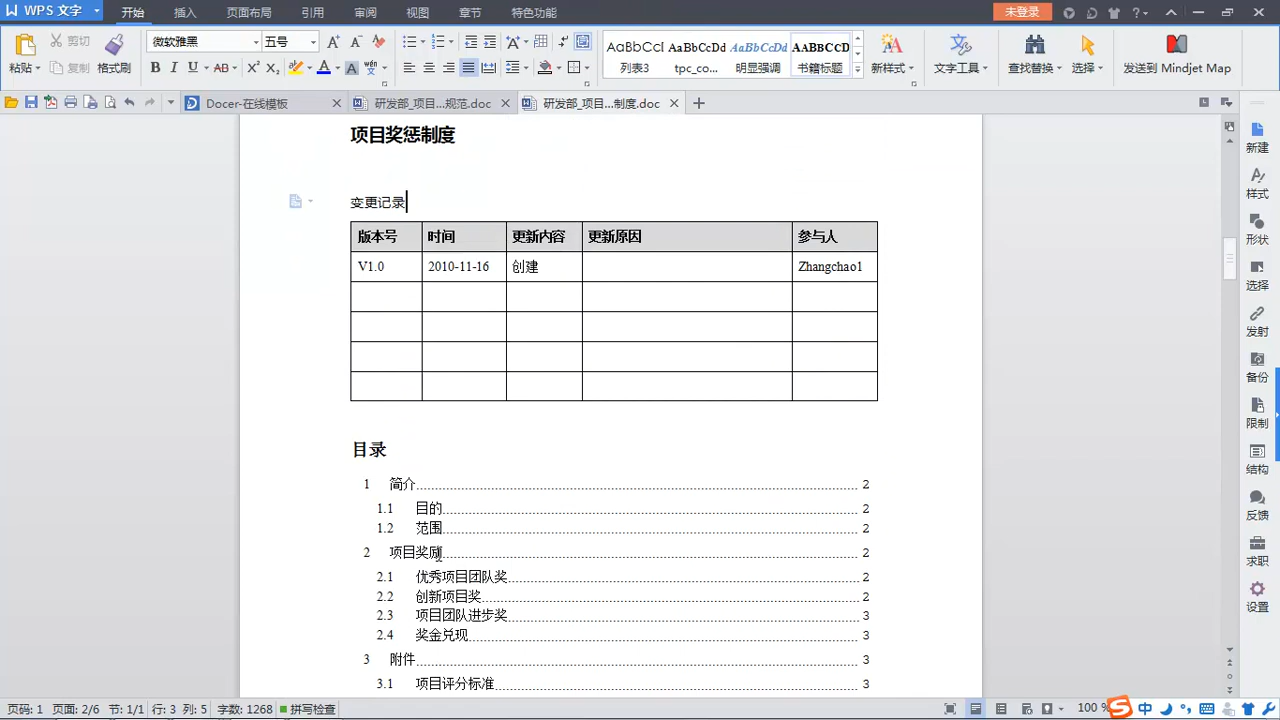 WPS 文字
开始 插入 页面布局 引用 审阅 视图 章节 特色功能
未登录
粘贴 剪切 复制 格式刷
微软雅黑 五号
B I U AB X² X₂ A A wén
AaBbCcI AaBbCcDd AaBbCcDd AABBCCD
列表3 tpc_co... 明显强调 书籍标题
新样式 文字工具 查找替换 选择 发送到 Mindjet Map
Docer-在线模板 研发部_项目...规范.doc 研发部_项目...制度.doc
项目奖惩制度
变更记录
版本号 时间 更新内容 更新原因 参与人
V1.0 2010-11-16 创建 Zhangchao1
目录
1 简介 2
1.1 目的 2
1.2 范围 2
2 项目奖励 2
2.1 优秀项目团队奖 2
2.2 创新项目奖 2
2.3 项目团队进步奖 3
2.4 奖金兑现 3
3 附件 3
3.1 项目评分标准 3
新建
样式
形状
选择
发射
备份
限制
结构
反馈
求职
设置
页码: 1 页面: 2/6 节: 1/1 行: 3 列: 5 字数: 1268 拼写检查 100 % 中